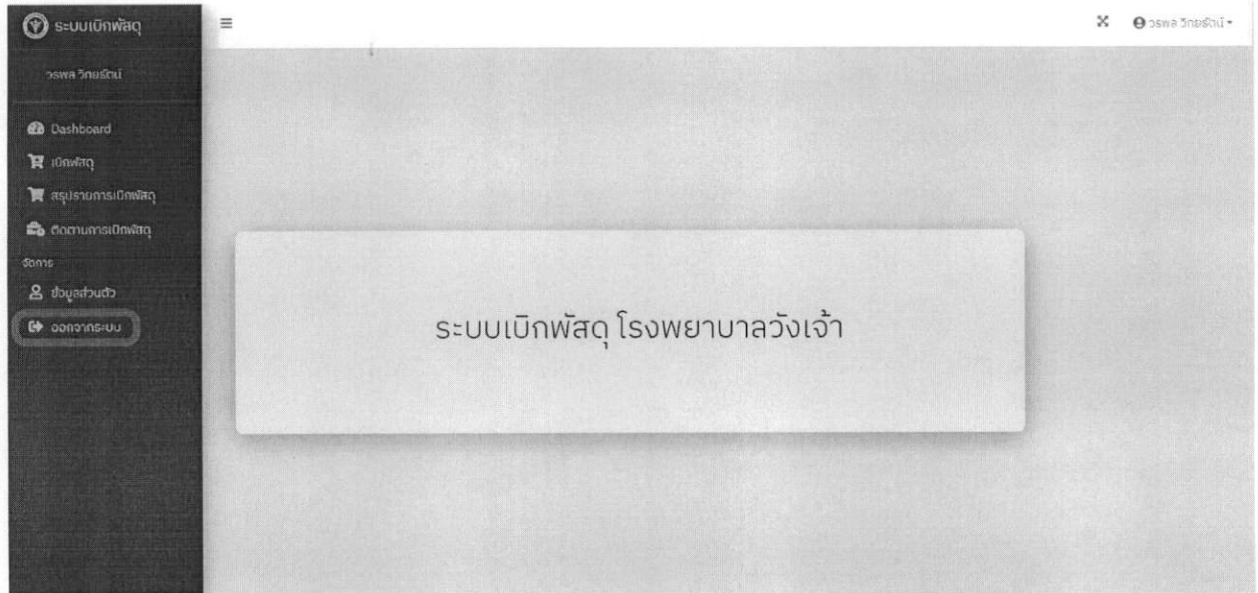 ระบบเบิกพัสดุ
วรพล วิทยรัตน์
วรพล วิทยรัตน์
Dashboard
เบิกพัสดุ
สรุปรายการเบิกพัสดุ
ติดตามการเบิกพัสดุ
จัดการ
ข้อมูลส่วนตัว
ออกจากระบบ
ระบบเบิกพัสดุ โรงพยาบาลวังเจ้า